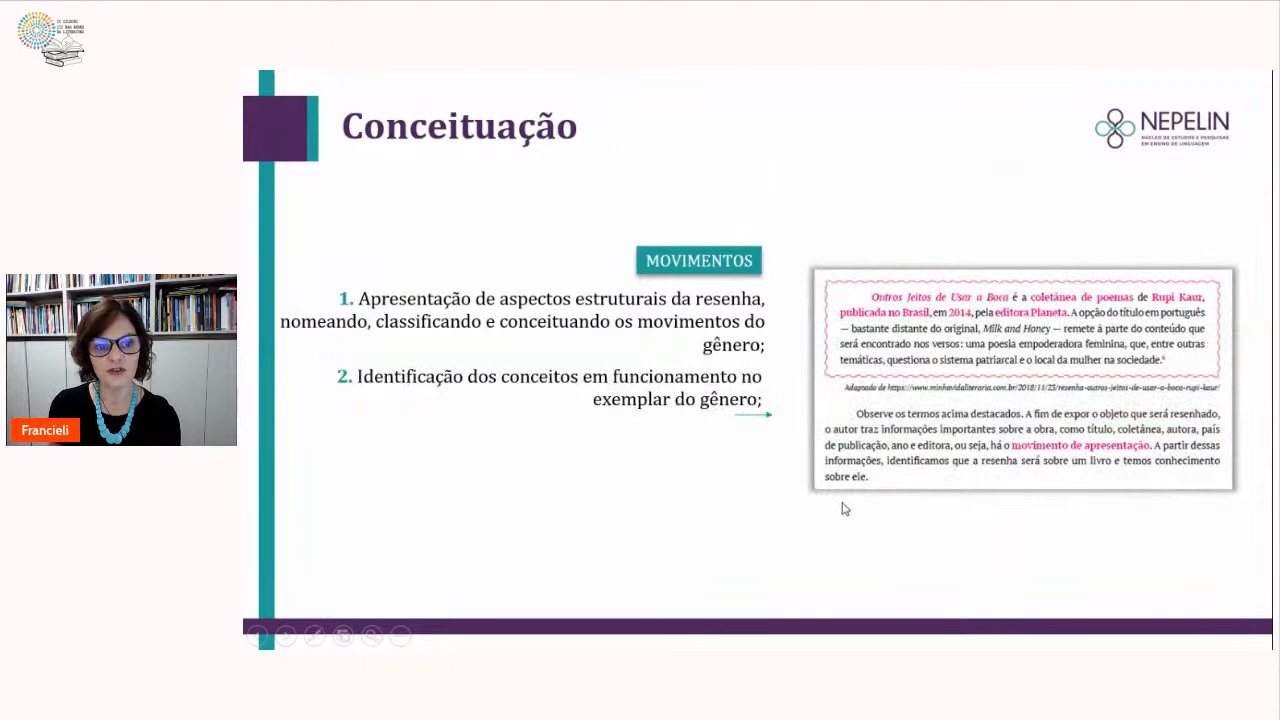 Conceituação
NEPELIN
NÚCLEO DE ESTUDOS E PESQUISAS
EM ENSINO DE LINGUAGEM
MOVIMENTOS
1. Apresentação de aspectos estruturais da resenha,
nomeando, classificando e conceituando os movimentos do
gênero;
2. Identificação dos conceitos em funcionamento no
exemplar do gênero;
Outros Jeitos de Usar a Boca é a coletânea de poemas de Rupi Kaur,
publicada no Brasil, em 2014, pela editora Planeta. A opção do título em português
— bastante distante do original, Milk and Honey — remete à parte do conteúdo que
será encontrado nos versos: uma poesia empoderadora feminina, que, entre outras
temáticas, questiona o sistema patriarcal e o local da mulher na sociedade.
Adaptado de https://www.minhavidaliteraria.com.br/2018/11/23/resenha-outros-jeitos-de-usar-a-boca-rupi-kaur/
Observe os termos acima destacados. A fim de expor o objeto que será resenhado,
o autor traz informações importantes sobre a obra, como título, coletânea, autora, país
de publicação, ano e editora, ou seja, há o movimento de apresentação. A partir dessas
informações, identificamos que a resenha será sobre um livro e temos conhecimento
sobre ele.
Francieli